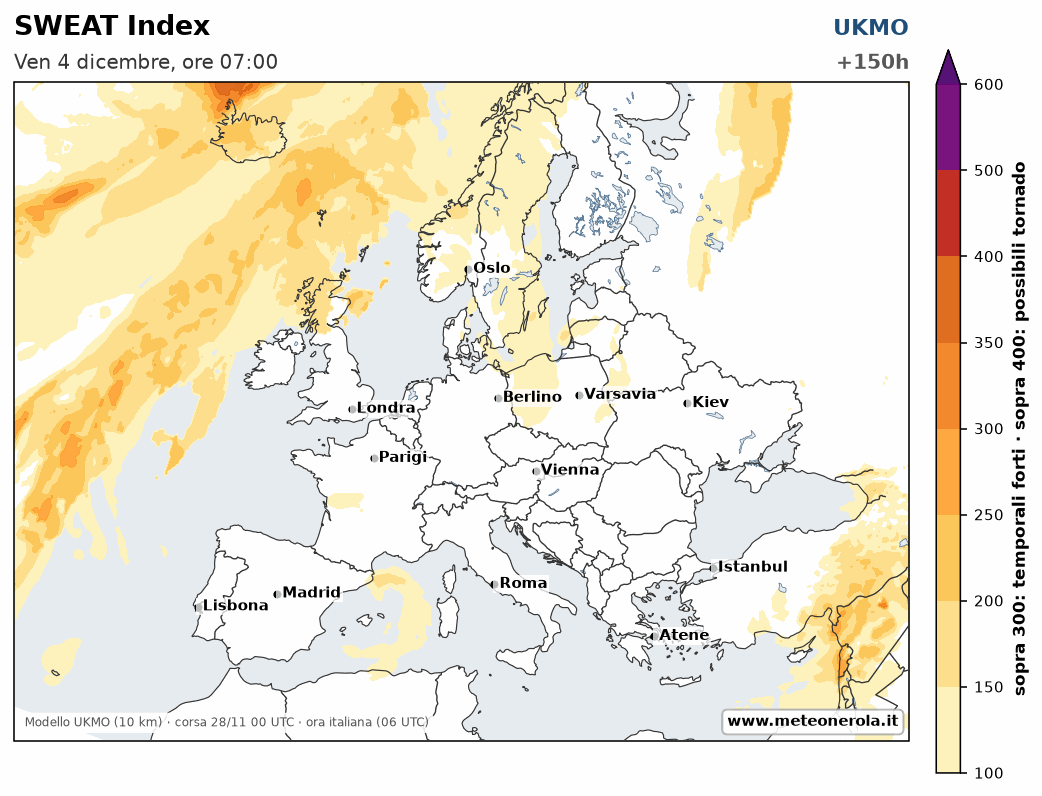 SWEAT Index
UKMO
Ven 4 dicembre, ore 07:00
+150h
600
500
400
350
300
250
200
150
100
sopra 300: temporali forti · sopra 400: possibili tornado
Oslo
Berlino
Varsavia
Kiev
Londra
Parigi
Vienna
Istanbul
Roma
Madrid
Lisbona
Atene
Modello UKMO (10 km) · corsa 28/11 00 UTC · ora italiana (06 UTC)
www.meteonerola.it